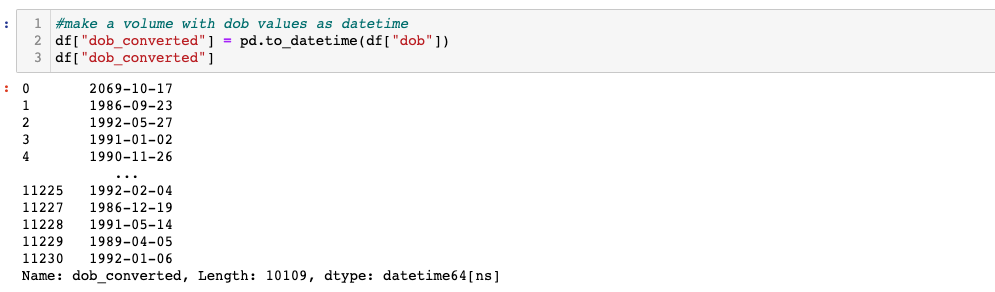 : 1 #make a volume with dob values as datetime
2 df["dob_converted"] = pd.to_datetime(df["dob"])
3 df["dob_converted"]
: 0 2069-10-17
1 1986-09-23
2 1992-05-27
3 1991-01-02
4 1990-11-26
...
11225 1992-02-04
11227 1986-12-19
11228 1991-05-14
11229 1989-04-05
11230 1992-01-06
Name: dob_converted, Length: 10109, dtype: datetime64[ns]